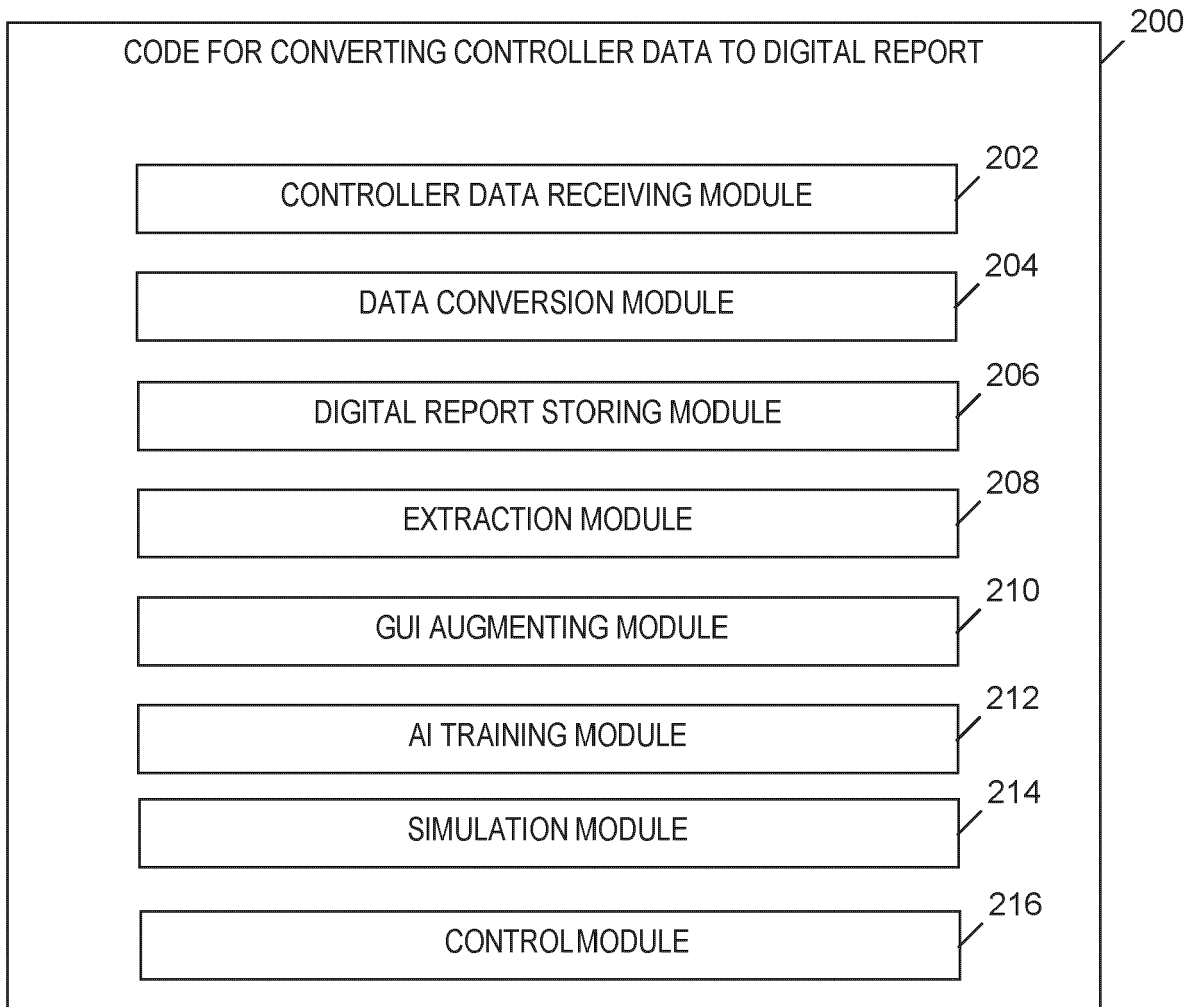 200
CODE FOR CONVERTING CONTROLLER DATA TO DIGITAL REPORT
202
CONTROLLER DATA RECEIVING MODULE
204
DATA CONVERSION MODULE
206
DIGITAL REPORT STORING MODULE
208
EXTRACTION MODULE
210
GUI AUGMENTING MODULE
212
AI TRAINING MODULE
214
SIMULATION MODULE
216
CONTROL MODULE